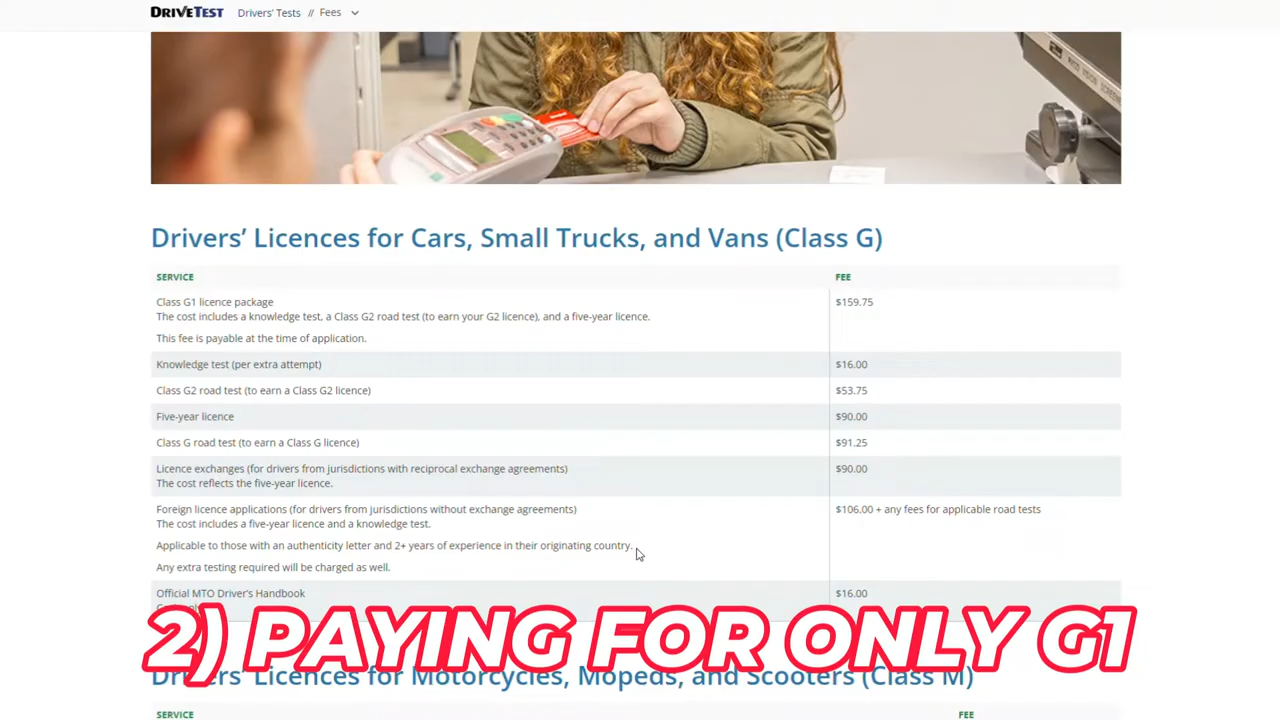 DRIVETEST Drivers' Tests // Fees
Drivers' Licences for Cars, Small Trucks, and Vans (Class G)
SERVICE FEE
Class G1 licence package $159.75
The cost includes a knowledge test, a Class G2 road test (to earn your G2 licence), and a five-year licence.
This fee is payable at the time of application.
Knowledge test (per extra attempt) $16.00
Class G2 road test (to earn a Class G2 licence) $53.75
Five-year licence $90.00
Class G road test (to earn a Class G licence) $91.25
Licence exchanges (for drivers from jurisdictions with reciprocal exchange agreements) $90.00
The cost reflects the five-year licence.
Foreign licence applications (for drivers from jurisdictions without exchange agreements) $106.00 + any fees for applicable road tests
The cost includes a five-year licence and a knowledge test.
Applicable to those with an authenticity letter and 2+ years of experience in their originating country.
Any extra testing required will be charged as well.
Official MTO Driver's Handbook $16.00
2) PAYING FOR ONLY G1
Drivers' Licences for Motorcycles, Mopeds, and Scooters (Class M)
SERVICE FEE